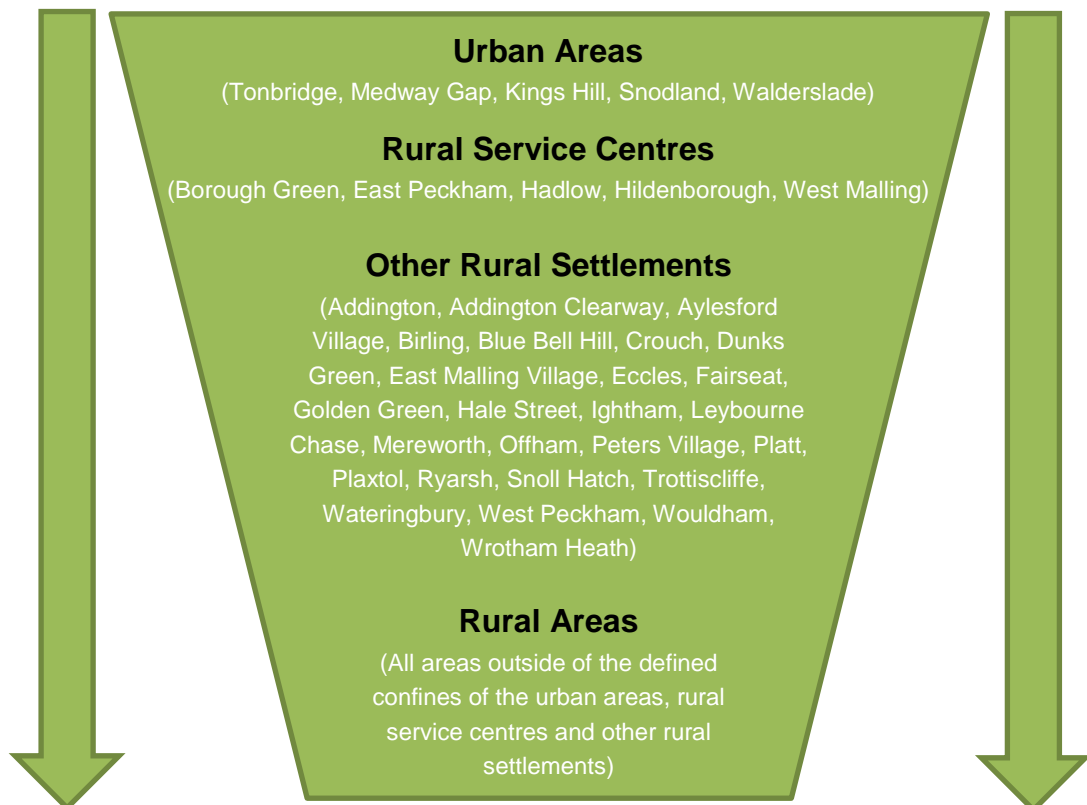 Urban Areas
(Tonbridge, Medway Gap, Kings Hill, Snodland, Walderslade)
Rural Service Centres
(Borough Green, East Peckham, Hadlow, Hildenborough, West Malling)
Other Rural Settlements
(Addington, Addington Clearway, Aylesford
Village, Birling, Blue Bell Hill, Crouch, Dunks
Green, East Malling Village, Eccles, Fairseat,
Golden Green, Hale Street, Ightham, Leybourne
Chase, Mereworth, Offham, Peters Village, Platt,
Plaxtol, Ryarsh, Snoll Hatch, Trottiscliffe,
Wateringbury, West Peckham, Wouldham,
Wrotham Heath)
Rural Areas
(All areas outside of the defined
confines of the urban areas, rural
service centres and other rural
settlements)